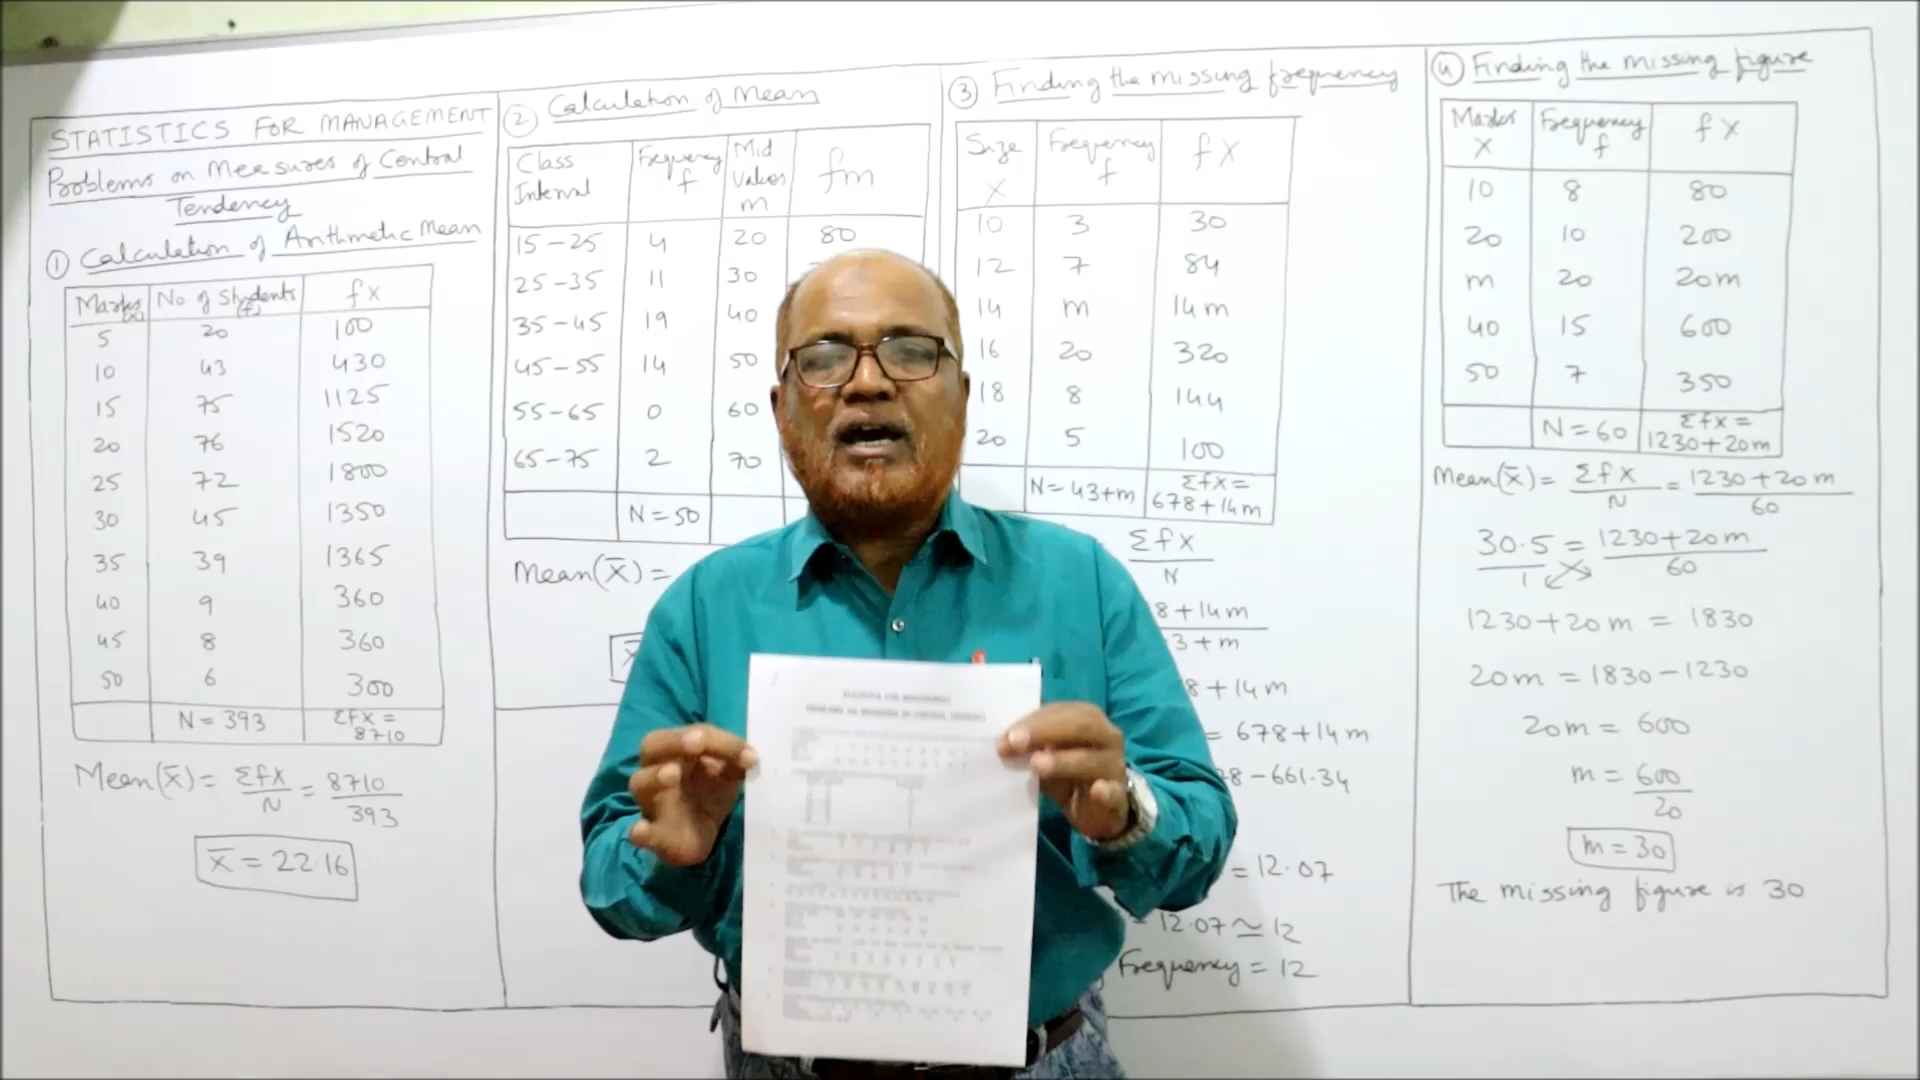 STATISTICS FOR MANAGEMENT
Problems on Measures of Central
Tendency
① Calculation of Arithmetic Mean
Marks (x) No of Students (f) fx
5 20 100
10 43 430
15 75 1125
20 76 1520
25 72 1800
30 45 1350
35 39 1365
40 9 360
45 8 360
50 6 300
N = 393 Σfx = 8710
Mean(x̄) = Σfx/N = 8710/393
x̄ = 22.16
② Calculation of Mean
Class Interval Frequency f Mid Values m fm
15-25 4 20 80
25-35 11 30
35-45 19 40
45-55 14 50
55-65 0 60
65-75 2 70
N = 50
Mean(x̄) =
③ Finding the missing frequency
Size X Frequency f fX
10 3 30
12 7 84
14 m 14m
16 20 320
18 8 144
20 5 100
N = 43+m Σfx = 678+14m
Σfx/N
8+14m
3+m
8+14m
= 678+14m
78-661.34
= 12.07
12.07 ≃ 12
Frequency = 12
④ Finding the missing figure
Marks X Frequency f fX
10 8 80
20 10 200
m 20 20m
40 15 600
50 7 350
N = 60 Σfx = 1230+20m
Mean(x̄) = Σfx/N = 1230+20m/60
30.5/1 = 1230+20m/60
1230+20m = 1830
20m = 1830-1230
20m = 600
m = 600/20
m = 30
The missing figure is 30
STATISTICS FOR MANAGEMENT
PROBLEMS ON MEASURES OF CENTRAL TENDENCY